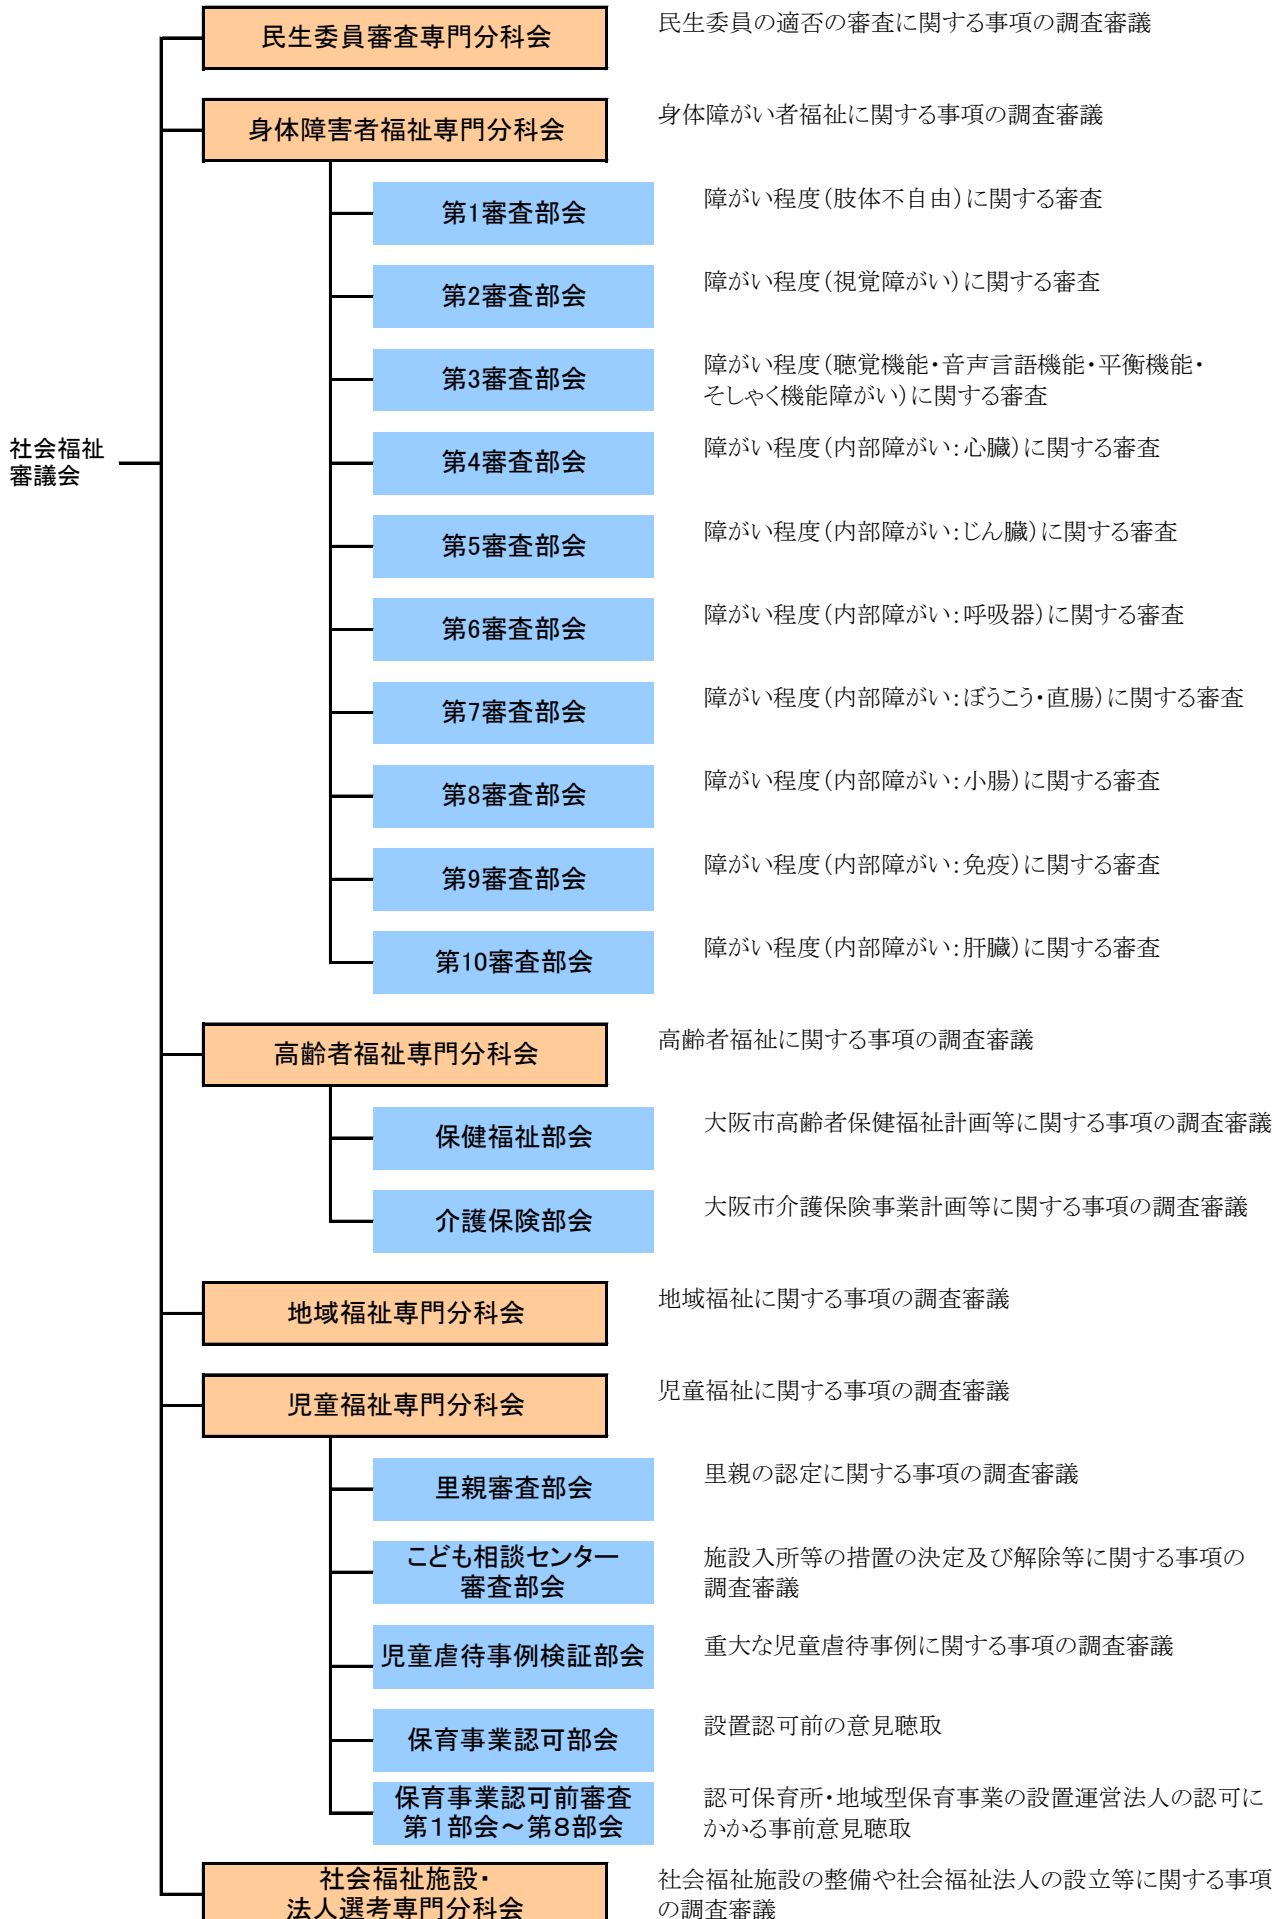 民生委員審査専門分科会
民生委員の適否の審査に関する事項の調査審議
身体障害者福祉専門分科会
身体障がい者福祉に関する事項の調査審議
第1審査部会
障がい程度(肢体不自由)に関する審査
第2審査部会
障がい程度(視覚障がい)に関する審査
第3審査部会
障がい程度(聴覚機能・音声言語機能・平衡機能・
そしゃく機能障がい)に関する審査
社会福祉
審議会
第4審査部会
障がい程度(内部障がい:心臓)に関する審査
第5審査部会
障がい程度(内部障がい:じん臓)に関する審査
第6審査部会
障がい程度(内部障がい:呼吸器)に関する審査
第7審査部会
障がい程度(内部障がい:ぼうこう・直腸)に関する審査
第8審査部会
障がい程度(内部障がい:小腸)に関する審査
第9審査部会
障がい程度(内部障がい:免疫)に関する審査
第10審査部会
障がい程度(内部障がい:肝臓)に関する審査
高齢者福祉専門分科会
高齢者福祉に関する事項の調査審議
保健福祉部会
大阪市高齢者保健福祉計画等に関する事項の調査審議
介護保険部会
大阪市介護保険事業計画等に関する事項の調査審議
地域福祉専門分科会
地域福祉に関する事項の調査審議
児童福祉専門分科会
児童福祉に関する事項の調査審議
里親審査部会
里親の認定に関する事項の調査審議
こども相談センター
審査部会
施設入所等の措置の決定及び解除等に関する事項の
調査審議
児童虐待事例検証部会
重大な児童虐待事例に関する事項の調査審議
保育事業認可部会
設置認可前の意見聴取
保育事業認可前審査
第1部会～第8部会
認可保育所・地域型保育事業の設置運営法人の認可に
かかる事前意見聴取
社会福祉施設・
法人選考専門分科会
社会福祉施設の整備や社会福祉法人の設立等に関する事項
の調査審議